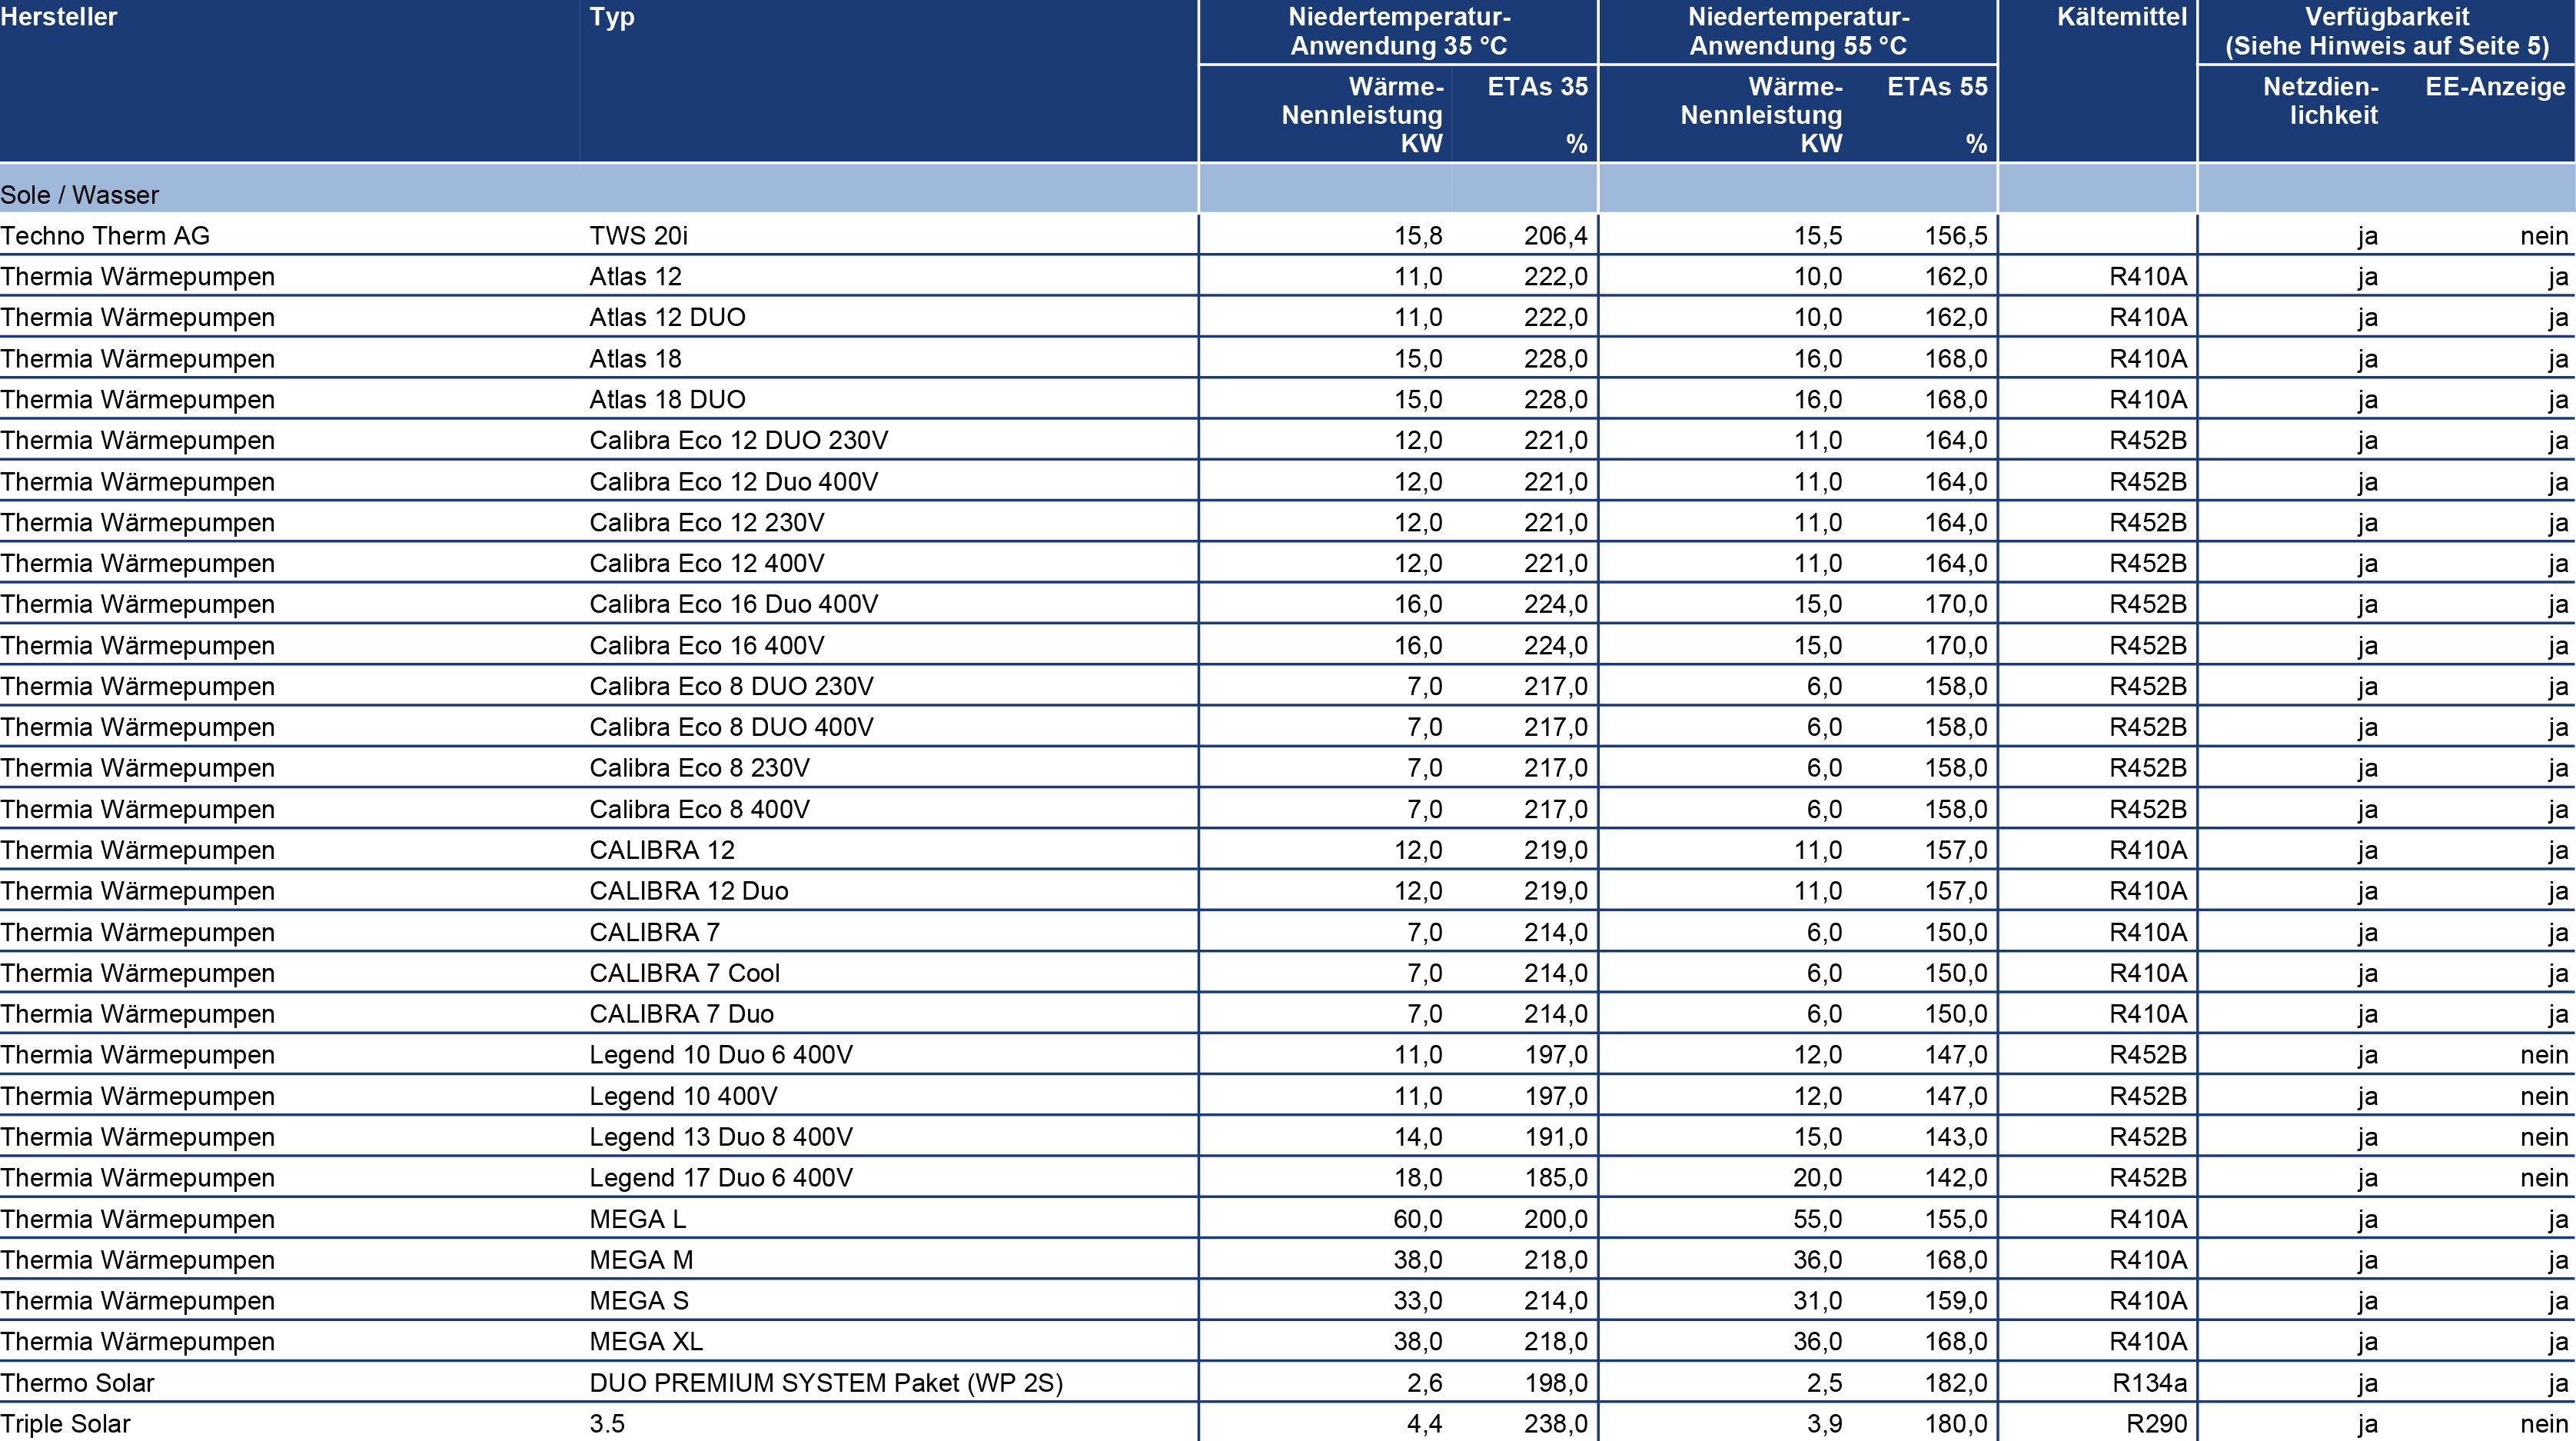 Hersteller Typ Niedertemperatur- Niedertemperatur- Kältemittel Verfügbarkeit
Anwendung 35 °C Anwendung 55 °C (Siehe Hinweis auf Seite 5)
Wärme- ETAs 35 Wärme- ETAs 55 Netzdien- EE-Anzeige
Nennleistung Nennleistung lichkeit
KW % KW %
Sole / Wasser
Techno Therm AG TWS 20i 15,8 206,4 15,5 156,5 ja nein
Thermia Wärmepumpen Atlas 12 11,0 222,0 10,0 162,0 R410A ja ja
Thermia Wärmepumpen Atlas 12 DUO 11,0 222,0 10,0 162,0 R410A ja ja
Thermia Wärmepumpen Atlas 18 15,0 228,0 16,0 168,0 R410A ja ja
Thermia Wärmepumpen Atlas 18 DUO 15,0 228,0 16,0 168,0 R410A ja ja
Thermia Wärmepumpen Calibra Eco 12 DUO 230V 12,0 221,0 11,0 164,0 R452B ja ja
Thermia Wärmepumpen Calibra Eco 12 Duo 400V 12,0 221,0 11,0 164,0 R452B ja ja
Thermia Wärmepumpen Calibra Eco 12 230V 12,0 221,0 11,0 164,0 R452B ja ja
Thermia Wärmepumpen Calibra Eco 12 400V 12,0 221,0 11,0 164,0 R452B ja ja
Thermia Wärmepumpen Calibra Eco 16 Duo 400V 16,0 224,0 15,0 170,0 R452B ja ja
Thermia Wärmepumpen Calibra Eco 16 400V 16,0 224,0 15,0 170,0 R452B ja ja
Thermia Wärmepumpen Calibra Eco 8 DUO 230V 7,0 217,0 6,0 158,0 R452B ja ja
Thermia Wärmepumpen Calibra Eco 8 DUO 400V 7,0 217,0 6,0 158,0 R452B ja ja
Thermia Wärmepumpen Calibra Eco 8 230V 7,0 217,0 6,0 158,0 R452B ja ja
Thermia Wärmepumpen Calibra Eco 8 400V 7,0 217,0 6,0 158,0 R452B ja ja
Thermia Wärmepumpen CALIBRA 12 12,0 219,0 11,0 157,0 R410A ja ja
Thermia Wärmepumpen CALIBRA 12 Duo 12,0 219,0 11,0 157,0 R410A ja ja
Thermia Wärmepumpen CALIBRA 7 7,0 214,0 6,0 150,0 R410A ja ja
Thermia Wärmepumpen CALIBRA 7 Cool 7,0 214,0 6,0 150,0 R410A ja ja
Thermia Wärmepumpen CALIBRA 7 Duo 7,0 214,0 6,0 150,0 R410A ja ja
Thermia Wärmepumpen Legend 10 Duo 6 400V 11,0 197,0 12,0 147,0 R452B ja nein
Thermia Wärmepumpen Legend 10 400V 11,0 197,0 12,0 147,0 R452B ja nein
Thermia Wärmepumpen Legend 13 Duo 8 400V 14,0 191,0 15,0 143,0 R452B ja nein
Thermia Wärmepumpen Legend 17 Duo 6 400V 18,0 185,0 20,0 142,0 R452B ja nein
Thermia Wärmepumpen MEGA L 60,0 200,0 55,0 155,0 R410A ja ja
Thermia Wärmepumpen MEGA M 38,0 218,0 36,0 168,0 R410A ja ja
Thermia Wärmepumpen MEGA S 33,0 214,0 31,0 159,0 R410A ja ja
Thermia Wärmepumpen MEGA XL 38,0 218,0 36,0 168,0 R410A ja ja
Thermo Solar DUO PREMIUM SYSTEM Paket (WP 2S) 2,6 198,0 2,5 182,0 R134a ja ja
Triple Solar 3.5 4,4 238,0 3,9 180,0 R290 ja nein